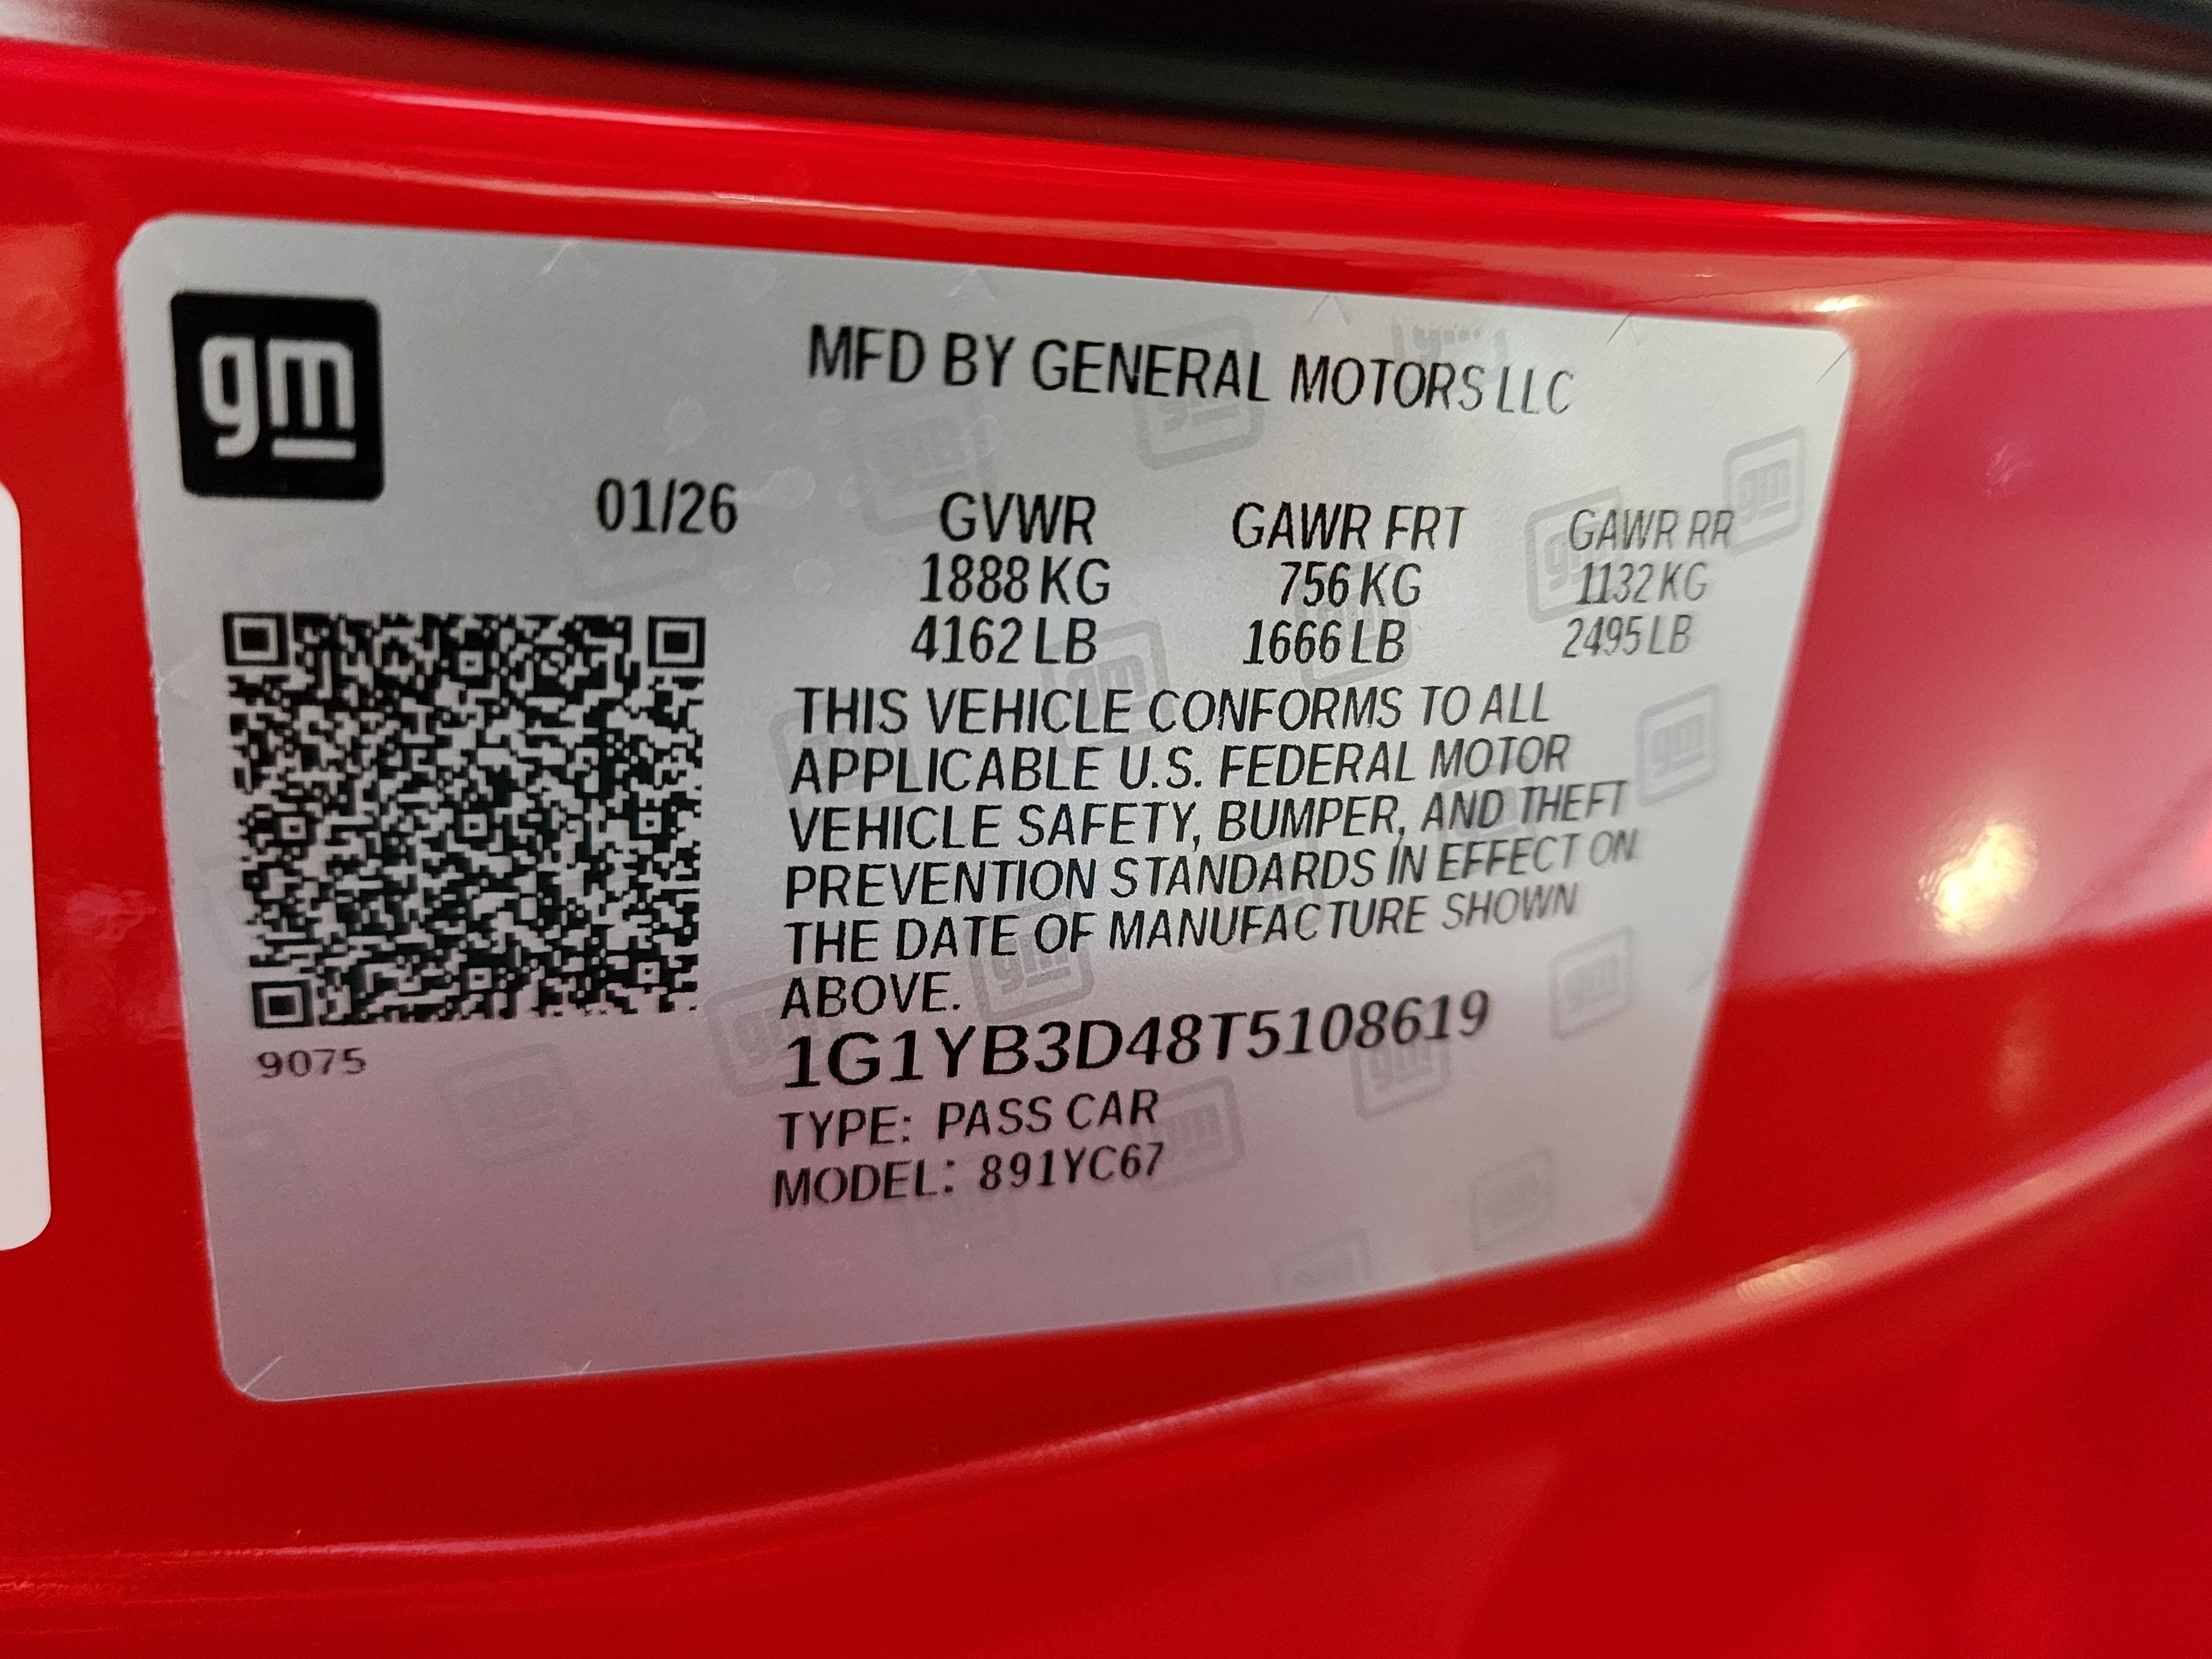 gm
MFD BY GENERAL MOTORS LLC
01/26 GVWR GAWR FRT GAWR RR
1888 KG 756 KG 1132 KG
4162 LB 1666 LB 2495 LB
THIS VEHICLE CONFORMS TO ALL
APPLICABLE U.S. FEDERAL MOTOR
VEHICLE SAFETY, BUMPER, AND THEFT
PREVENTION STANDARDS IN EFFECT ON
THE DATE OF MANUFACTURE SHOWN
ABOVE.
1G1YB3D48T5108619
9075
TYPE: PASS CAR
MODEL: 891YC67